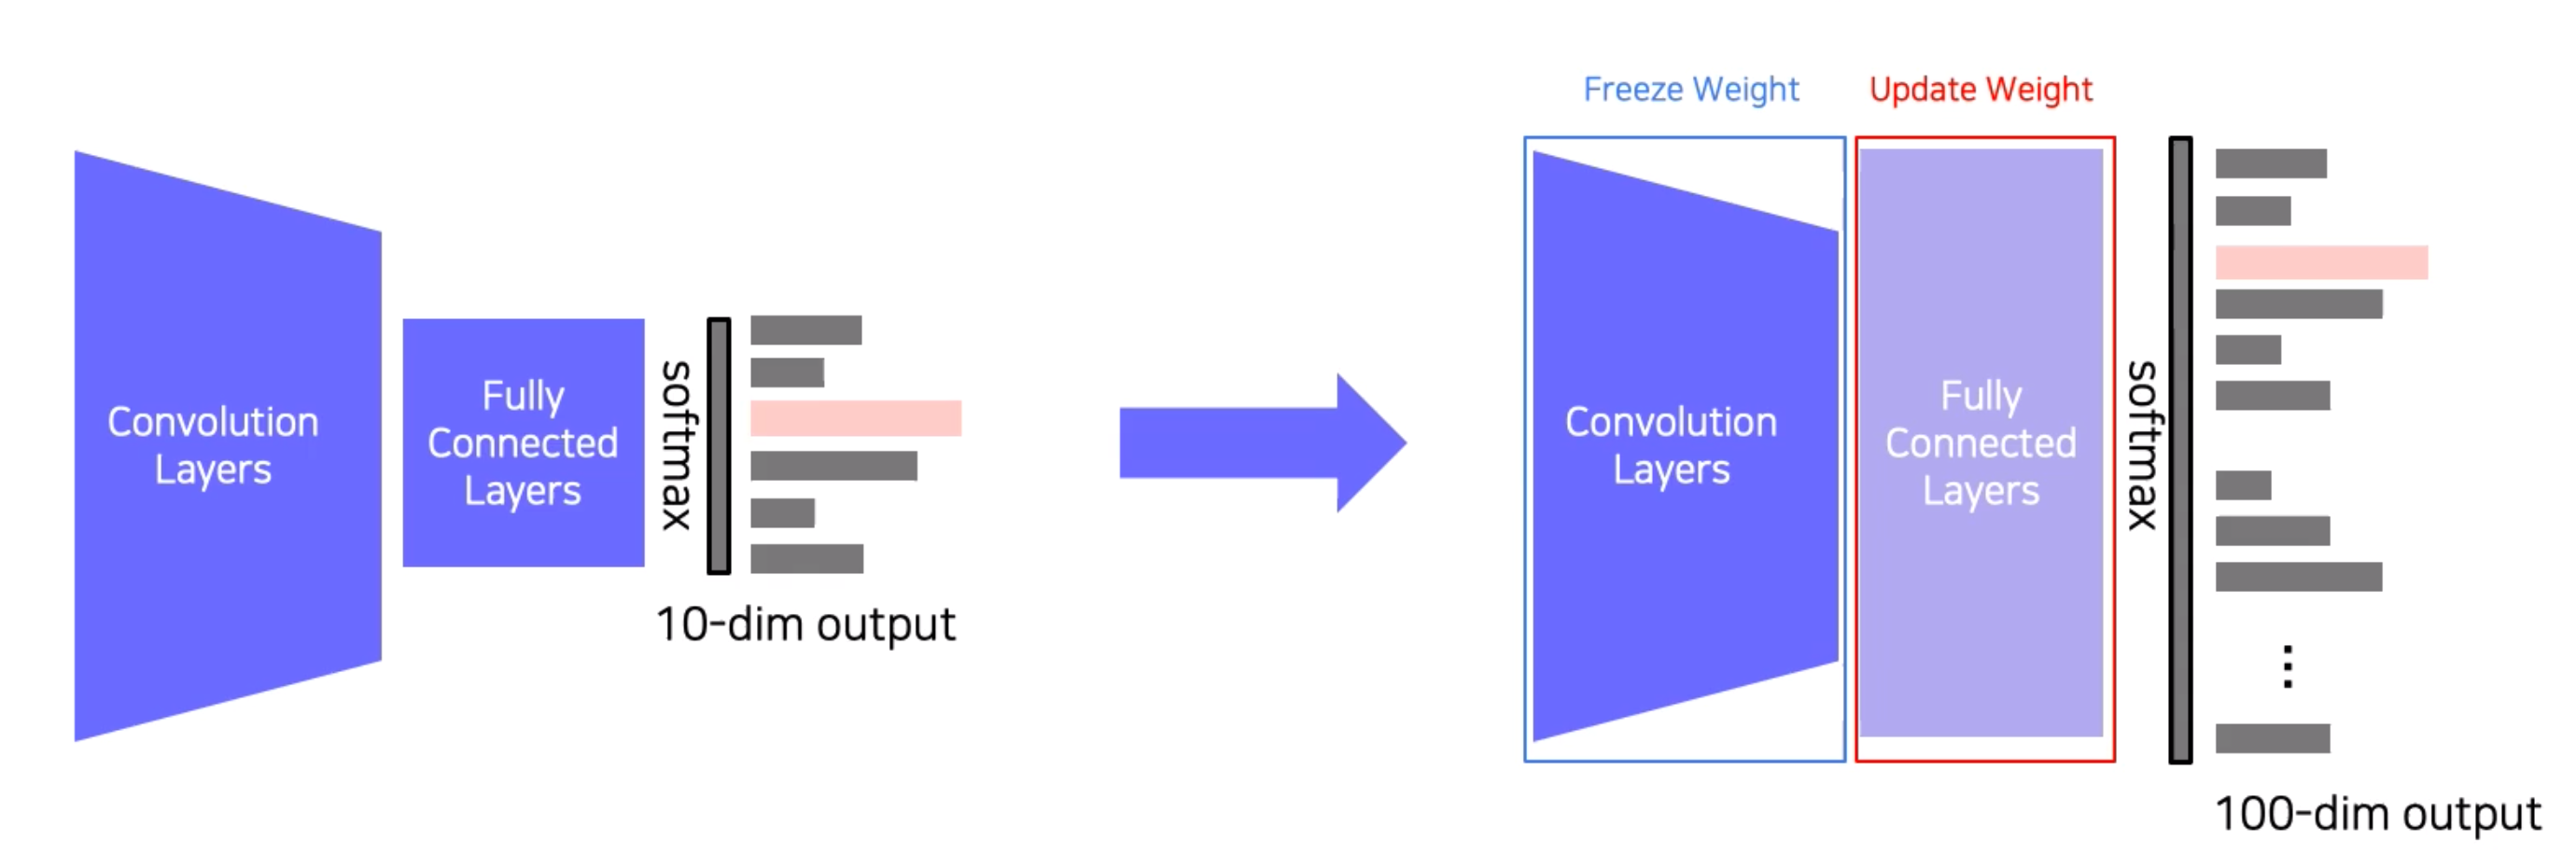 Freeze Weight
Update Weight
Convolution
Layers
Fully
Connected
Layers
softmax
10-dim output
Convolution
Layers
Fully
Connected
Layers
softmax
100-dim output